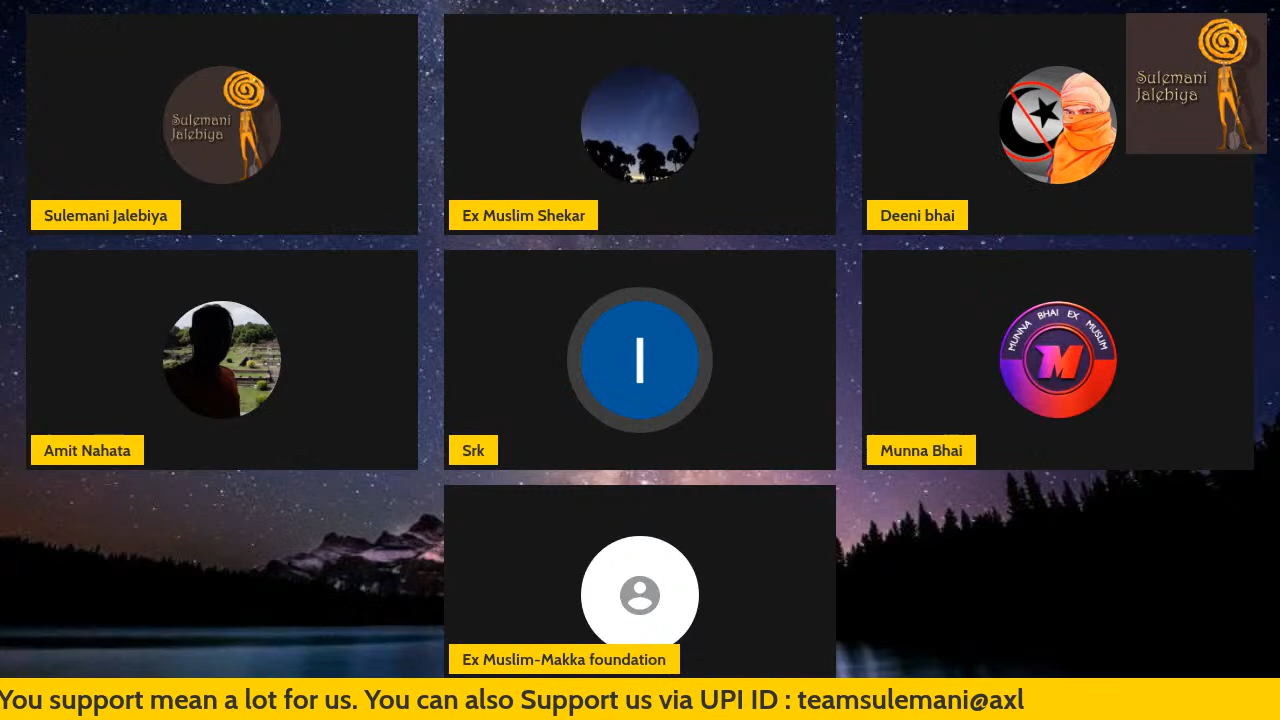 Sulemani
Jalebiya
Sulemani Jalebiya
Ex Muslim Shekar
Deeni bhai
Sulemani
Jalebiya
Amit Nahata
I
Srk
MUNNA BHAI EX MUSLIM
M
Munna Bhai
Ex Muslim-Makka foundation
You support mean a lot for us. You can also Support us via UPI ID : teamsulemani@axl